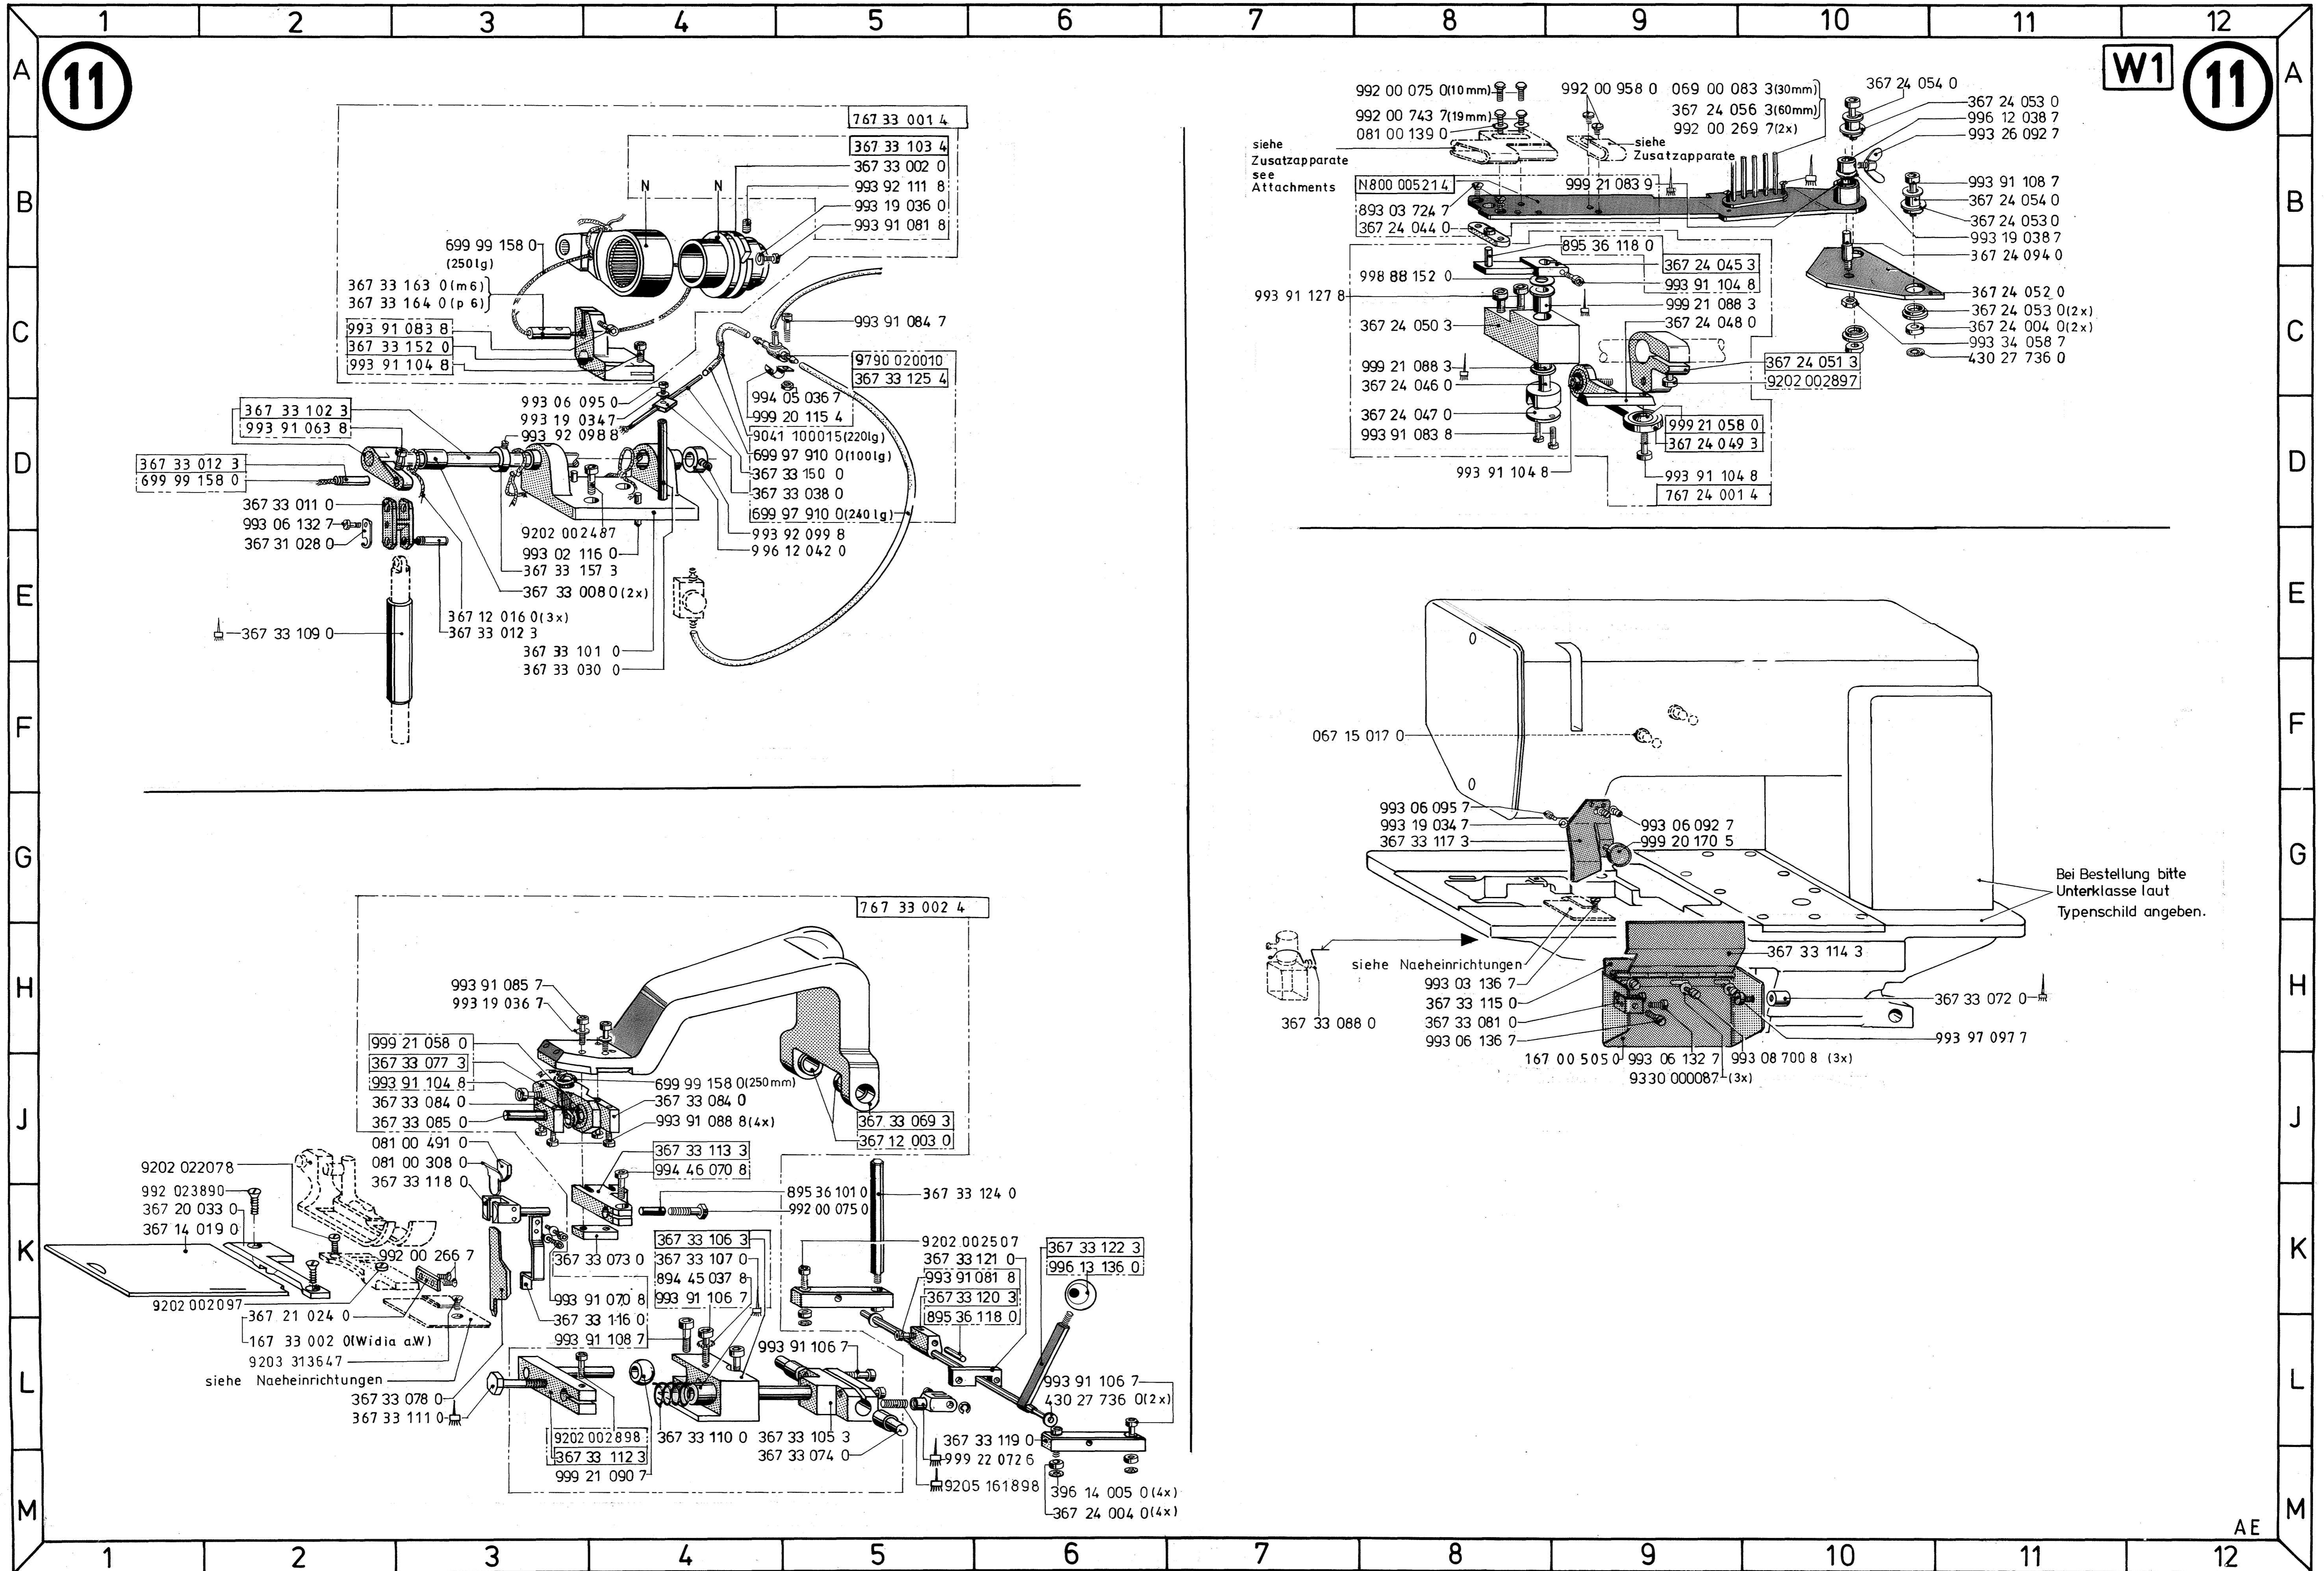 1 2 3 4 5 6 7 8 9 10 11 12
A
B
C
D
E
F
G
H
J
K
L
M
11
767 33 001 4
367 33 103 4
367 33 002 0
993 92 111 8
993 19 036 0
993 91 081 8
N
N
699 99 158 0
(250lg)
367 33 163 0(m6)
367 33 164 0(p 6)
993 91 083 8
367 33 152 0
993 91 104 8
993 91 084 7
9790 020010
367 33 125 4
994 05 036 7
999 20 115 4
9041 100015(220lg)
699 97 910 0(100lg)
367 33 150 0
367 33 038 0
699 97 910 0(240lg)
993 92 099 8
996 12 042 0
993 06 095 0
993 19 034 7
993 92 098 8
367 33 102 3
993 91 063 8
367 33 012 3
699 99 158 0
367 33 011 0
993 06 132 7
367 31 028 0
9202 002487
993 02 116 0
367 33 157 3
367 33 008 0(2x)
367 12 016 0(3x)
367 33 012 3
367 33 109 0
367 33 101 0
367 33 030 0
767 33 002 4
993 91 085 7
993 19 036 7
999 21 058 0
367 33 077 3
993 91 104 8
367 33 084 0
367 33 085 0
081 00 491 0
081 00 308 0
367 33 118 0
699 99 158 0(250mm)
367 33 084 0
993 91 088 8(4x)
367 33 069 3
367 12 003 0
367 33 113 3
994 46 070 8
895 36 101 0
992 00 075 0
367 33 124 0
9202 022078
992 023890
367 20 033 0
367 14 019 0
992 00 266 7
9202 002097
367 21 024 0
167 33 002 0(Widia a.W)
9203 313647
siehe Naeheinrichtungen
367 33 078 0
367 33 111 0
367 33 073 0
993 91 070 8
367 33 116 0
993 91 108 7
367 33 106 3
367 33 107 0
894 45 037 8
993 91 106 7
9202 002507
367 33 121 0
993 91 081 8
367 33 120 3
895 36 118 0
367 33 122 3
996 13 136 0
993 91 106 7
993 91 106 7
430 27 736 0(2x)
9202 002898
367 33 112 3
999 21 090 7
367 33 110 0
367 33 105 3
367 33 074 0
367 33 119 0
999 22 072 6
9205 161898
396 14 005 0(4x)
367 24 004 0(4x)
W1
11
992 00 075 0(10mm)
992 00 743 7(19mm)
081 00 139 0
siehe
Zusatzapparate
see
Attachments
992 00 958 0
siehe
Zusatzapparate
069 00 083 3(30mm)
367 24 056 3(60mm)
992 00 269 7(2x)
367 24 054 0
367 24 053 0
996 12 038 7
993 26 092 7
N800 005214
893 03 724 7
367 24 044 0
999 21 083 9
993 91 108 7
367 24 054 0
367 24 053 0
993 19 038 7
367 24 094 0
895 36 118 0
998 88 152 0
993 91 127 8
367 24 050 3
367 24 045 3
993 91 104 8
999 21 088 3
367 24 048 0
367 24 052 0
367 24 053 0(2x)
367 24 004 0(2x)
993 34 058 7
430 27 736 0
999 21 088 3
367 24 046 0
367 24 047 0
993 91 083 8
367 24 051 3
9202 002897
999 21 058 0
367 24 049 3
993 91 104 8
993 91 104 8
767 24 001 4
067 15 017 0
993 06 095 7
993 19 034 7
367 33 117 3
993 06 092 7
999 20 170 5
Bei Bestellung bitte
Unterklasse laut
Typenschild angeben.
siehe Naeheinrichtungen
993 03 136 7
367 33 115 0
367 33 081 0
993 06 136 7
367 33 088 0
367 33 114 3
367 33 072 0
993 97 097 7
167 00 505 0
993 06 132 7
993 08 700 8 (3x)
9330 000087 (3x)
AE
A
B
C
D
E
F
G
H
J
K
L
M
1 2 3 4 5 6 7 8 9 10 11 12